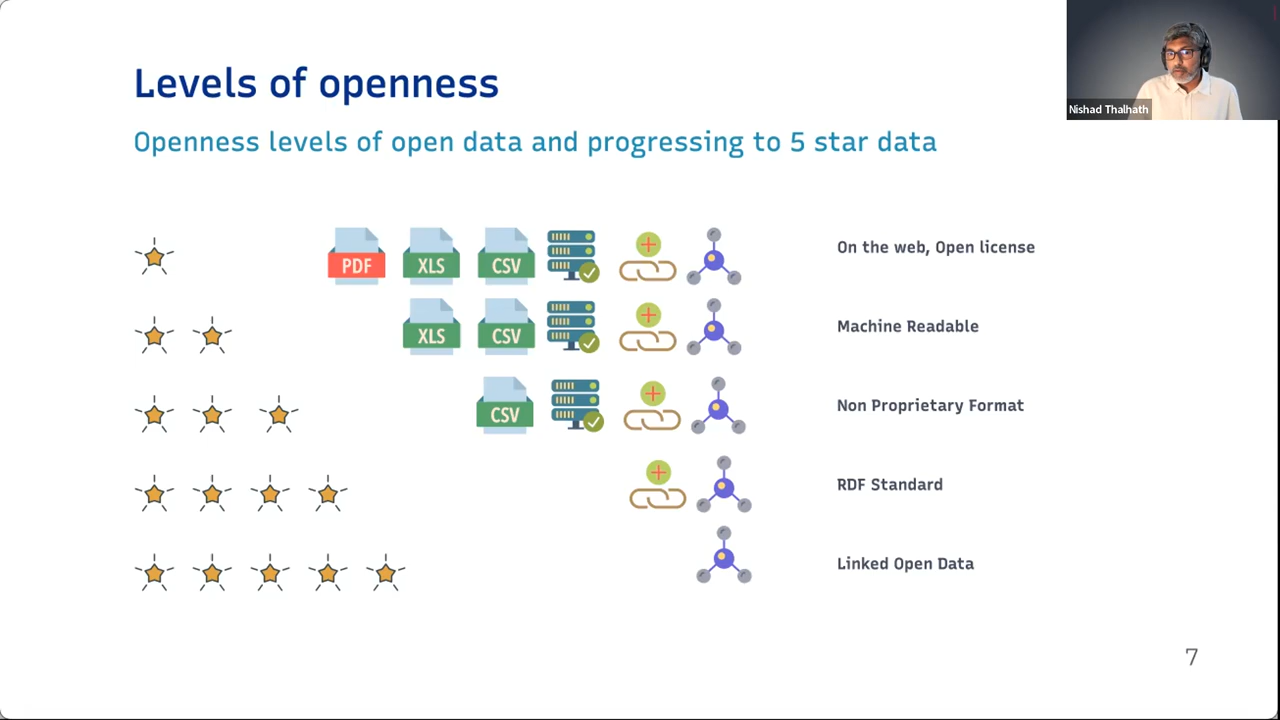 Levels of openness
Nishad Thalhath
Openness levels of open data and progressing to 5 star data
PDF XLS CSV On the web, Open license
XLS CSV Machine Readable
CSV Non Proprietary Format
RDF Standard
Linked Open Data
7